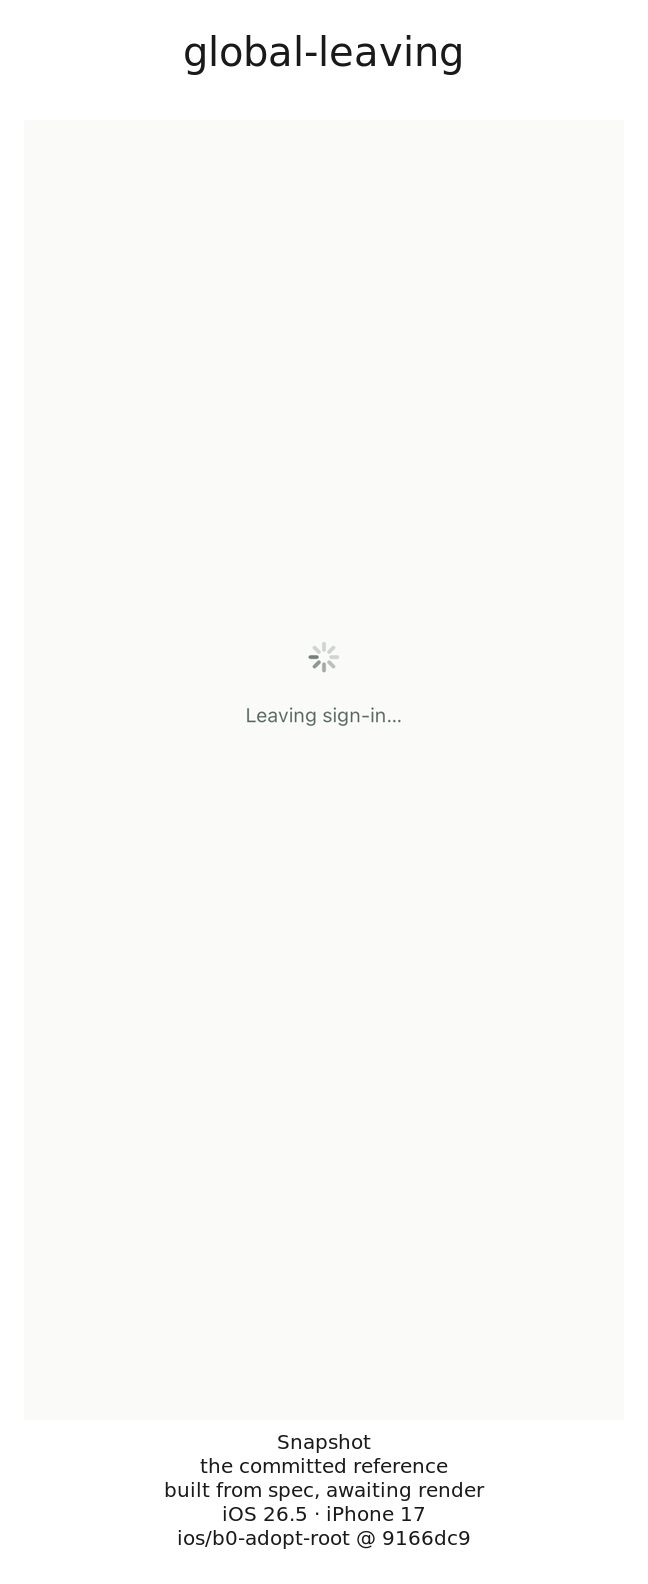 global-leaving
Leaving sign-in...
Snapshot
the committed reference
built from spec, awaiting render
iOS 26.5 · iPhone 17
ios/b0-adopt-root @ 9166dc9